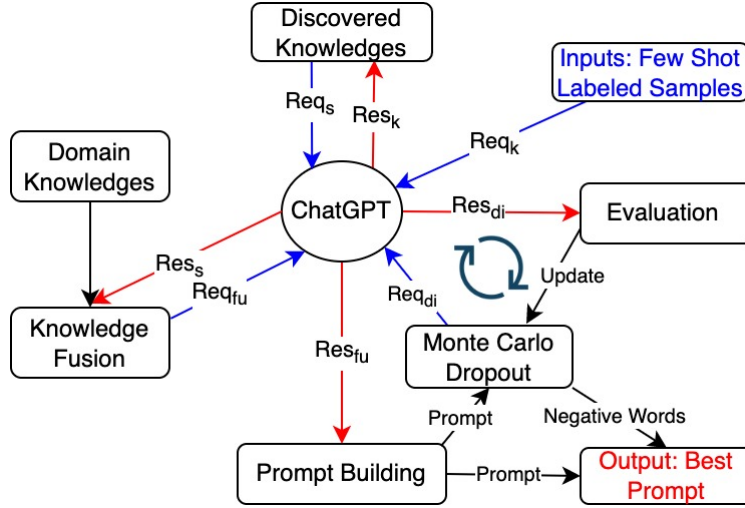 Discovered
Knowledges
Inputs: Few Shot
Labeled Samples
Req_s
Res_k
Req_k
Domain
Knowledges
ChatGPT
Res_di
Evaluation
Res_s
Req_fu
Req_di
Update
Knowledge
Fusion
Res_fu
Monte Carlo
Dropout
Prompt
Negative Words
Prompt Building
Prompt
Output: Best
Prompt